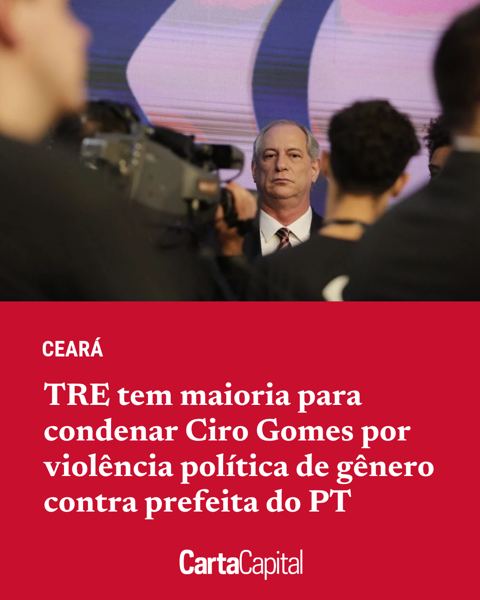 CEARÁ
TRE tem maioria para
condenar Ciro Gomes por
violência política de gênero
contra prefeita do PT
CartaCapital